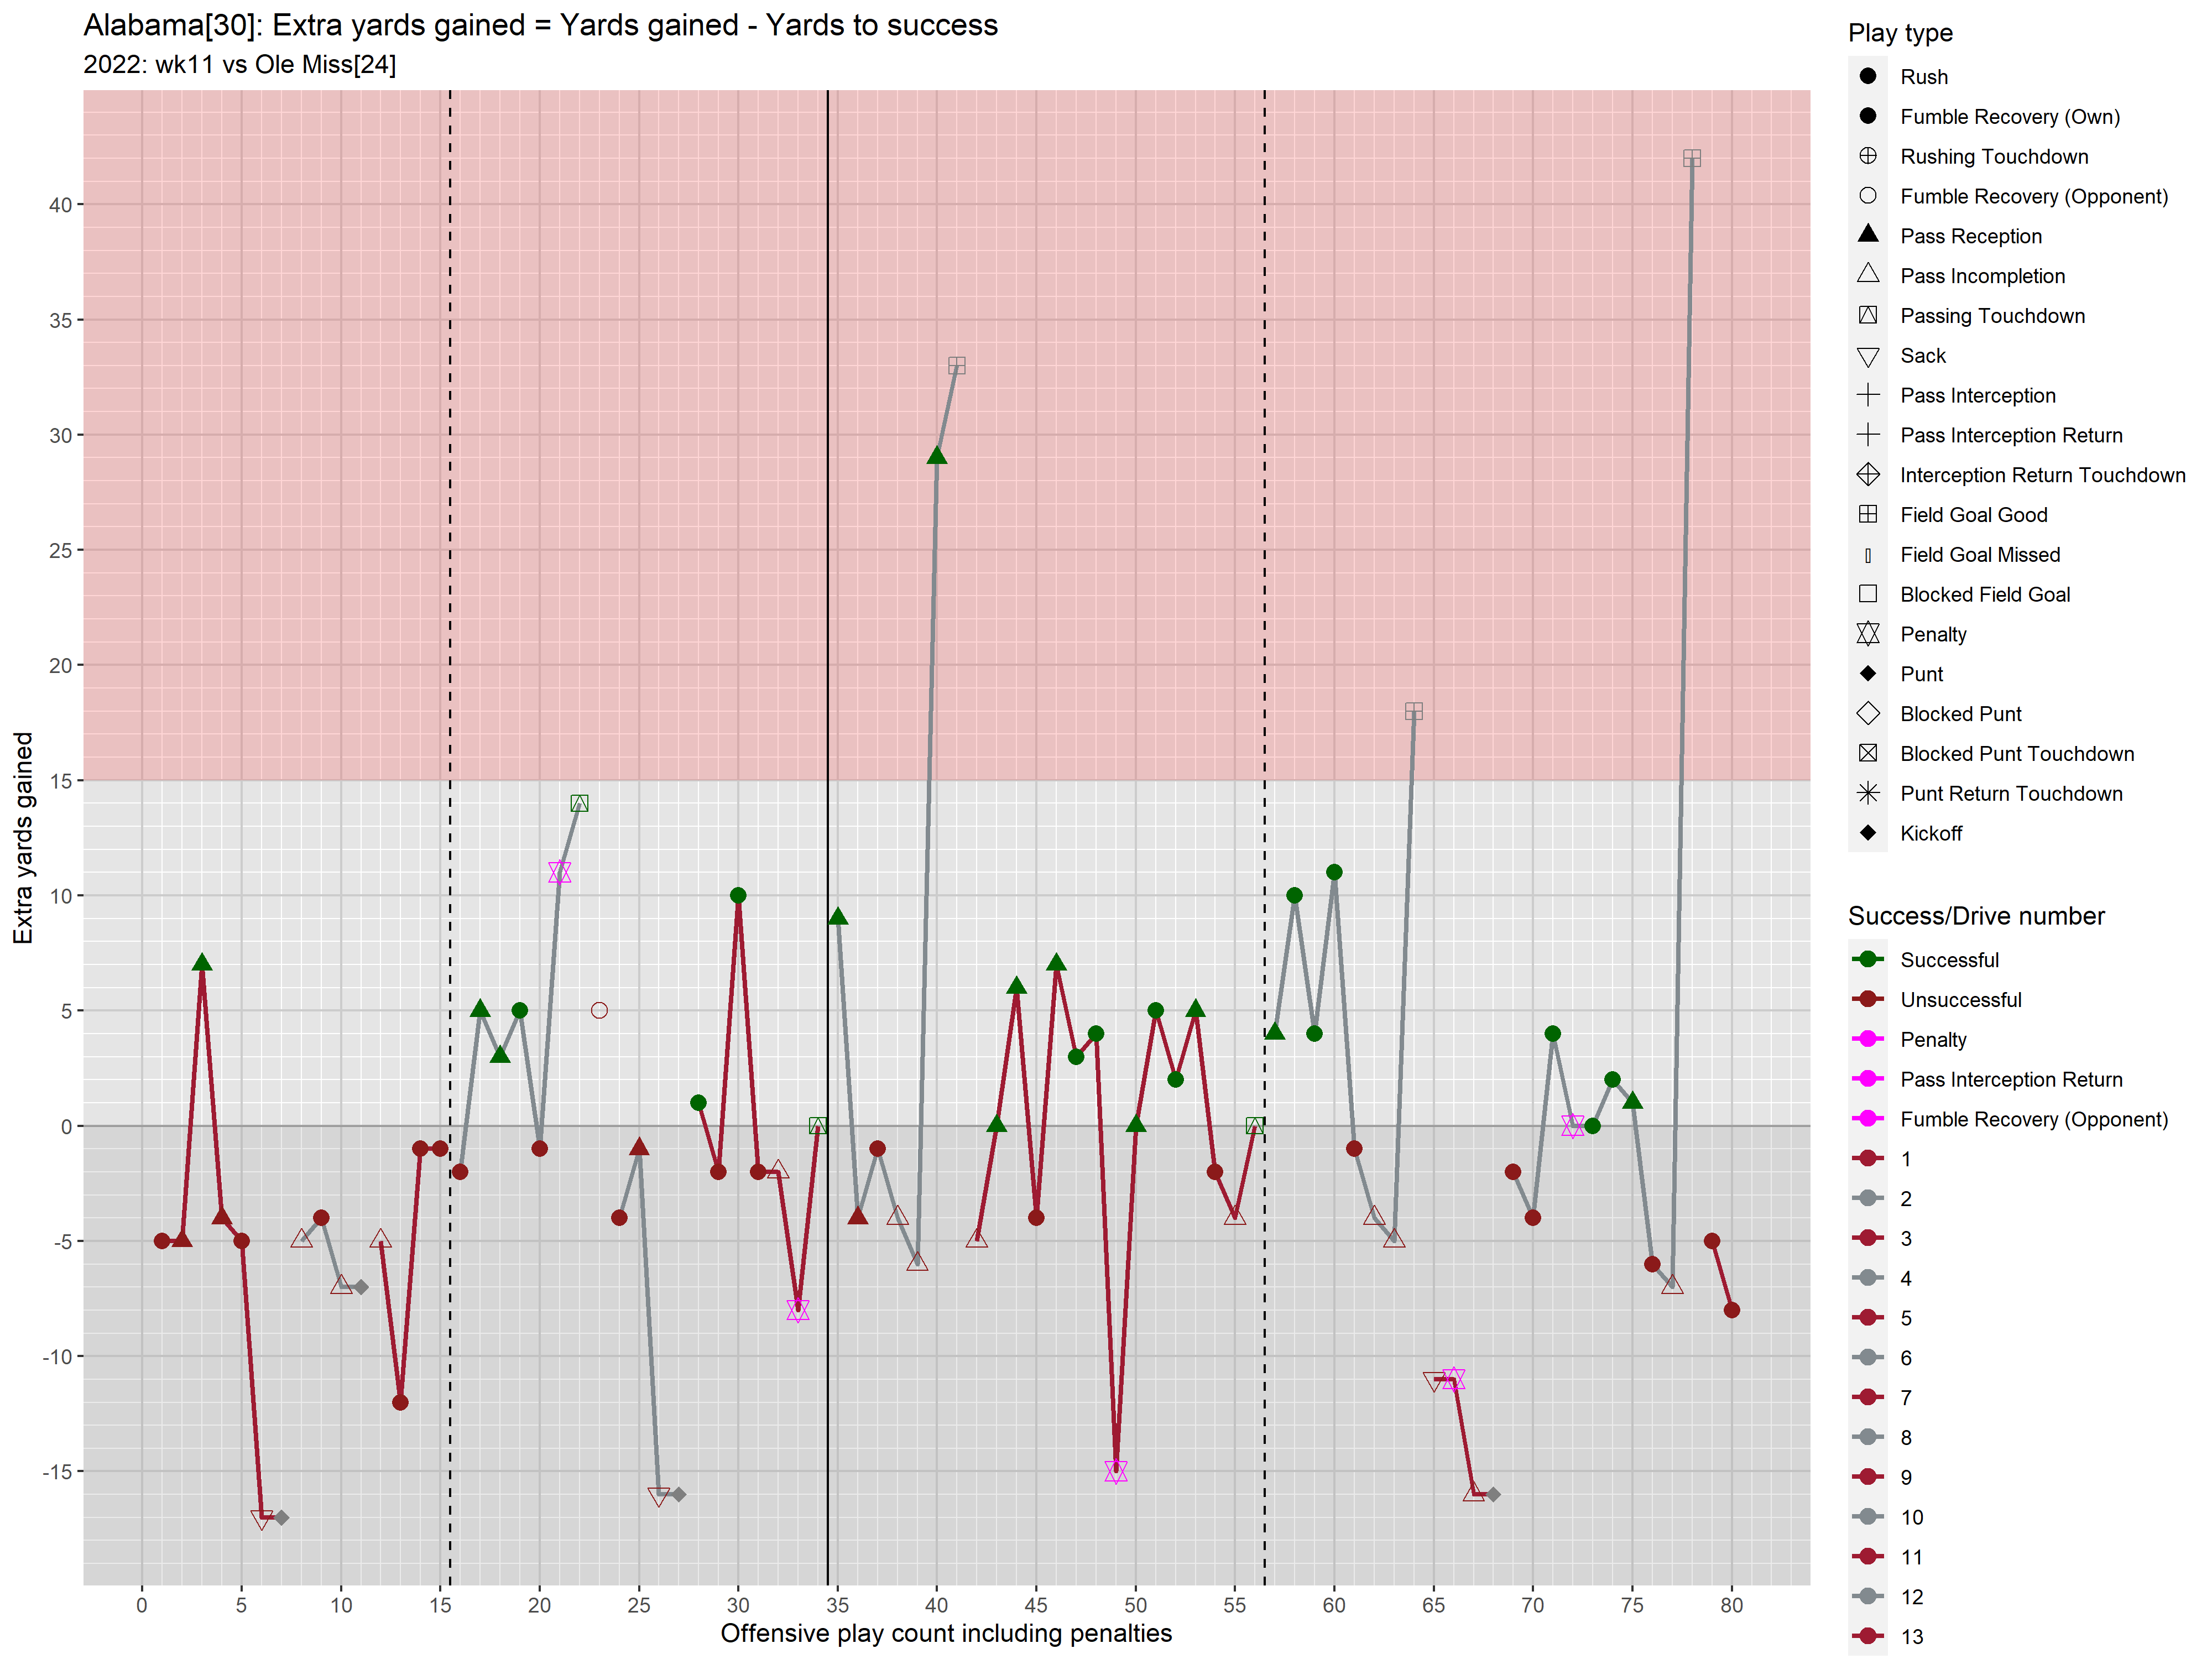 Alabama[30]: Extra yards gained = Yards gained - Yards to success
2022: wk11 vs Ole Miss[24]
Extra yards gained
40
35
30
25
20
15
10
5
0
-5
-10
-15
0 5 10 15 20 25 30 35 40 45 50 55 60 65 70 75 80
Offensive play count including penalties
Play type
Rush
Fumble Recovery (Own)
Rushing Touchdown
Fumble Recovery (Opponent)
Pass Reception
Pass Incompletion
Passing Touchdown
Sack
Pass Interception
Pass Interception Return
Interception Return Touchdown
Field Goal Good
Field Goal Missed
Blocked Field Goal
Penalty
Punt
Blocked Punt
Blocked Punt Touchdown
Punt Return Touchdown
Kickoff
Success/Drive number
Successful
Unsuccessful
Penalty
Pass Interception Return
Fumble Recovery (Opponent)
1
2
3
4
5
6
7
8
9
10
11
12
13